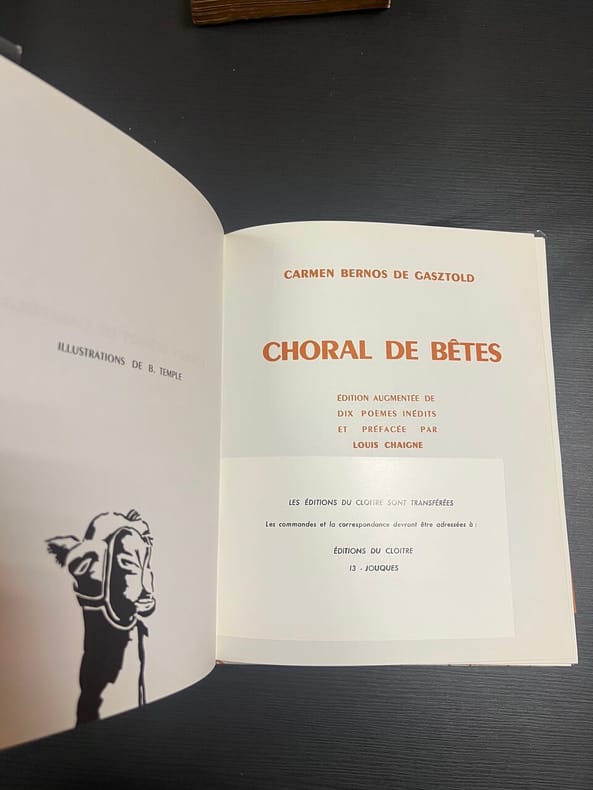 ILLUSTRATIONS DE B. TEMPLE
CARMEN BERNOS DE GASZTOLD
CHORAL DE BÊTES
ÉDITION AUGMENTÉE DE
DIX POÈMES INÉDITS
ET PRÉFACÉE PAR
LOUIS CHAIGNE
LES ÉDITIONS DU CLOITRE SONT TRANSFÉRÉES
Les commandes et la correspondance devront être adressées à :
ÉDITIONS DU CLOITRE
13 - JOUQUES